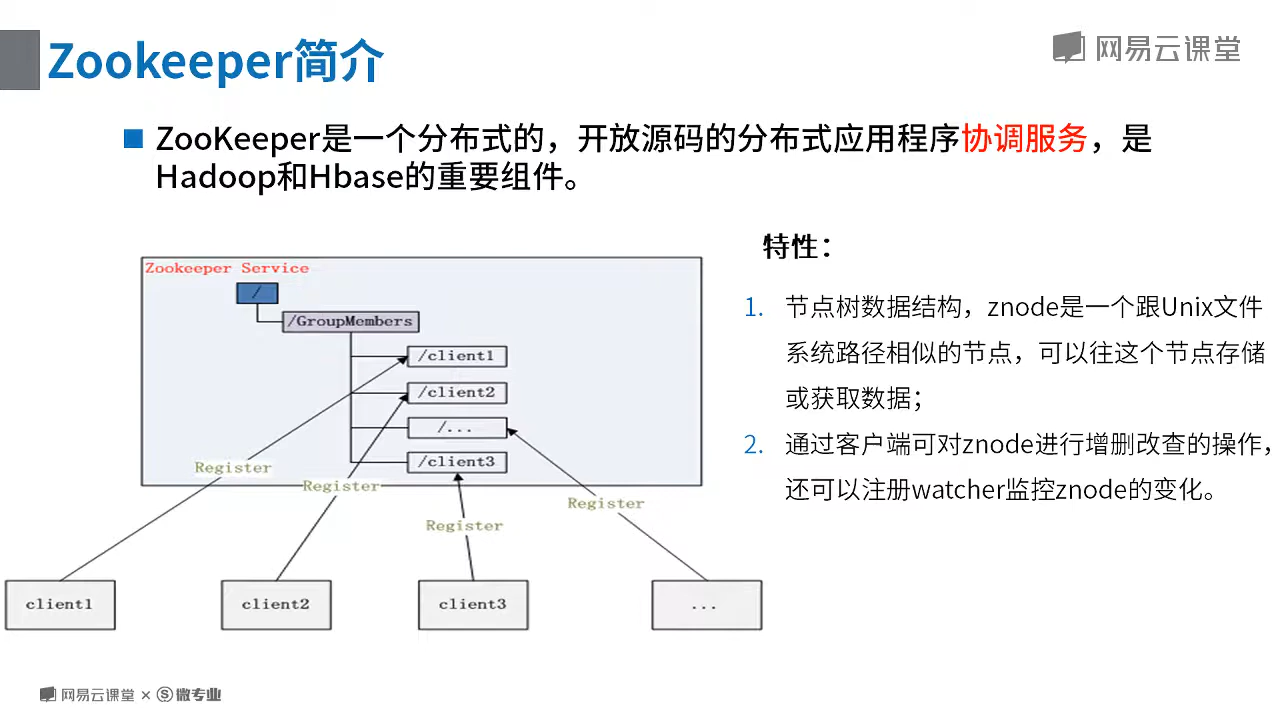 Zookeeper简介
网易云课堂
ZooKeeper是一个分布式的，开放源码的分布式应用程序协调服务，是
Hadoop和Hbase的重要组件。
特性：
Zookeeper Service
/
/GroupMembers
/client1
/client2
/...
/client3
Register
Register
Register
Register
client1
client2
client3
...
1. 节点树数据结构，znode是一个跟Unix文件
系统路径相似的节点，可以往这个节点存储
或获取数据；
2. 通过客户端可对znode进行增删改查的操作，
还可以注册watcher监控znode的变化。
网易云课堂 × 微专业